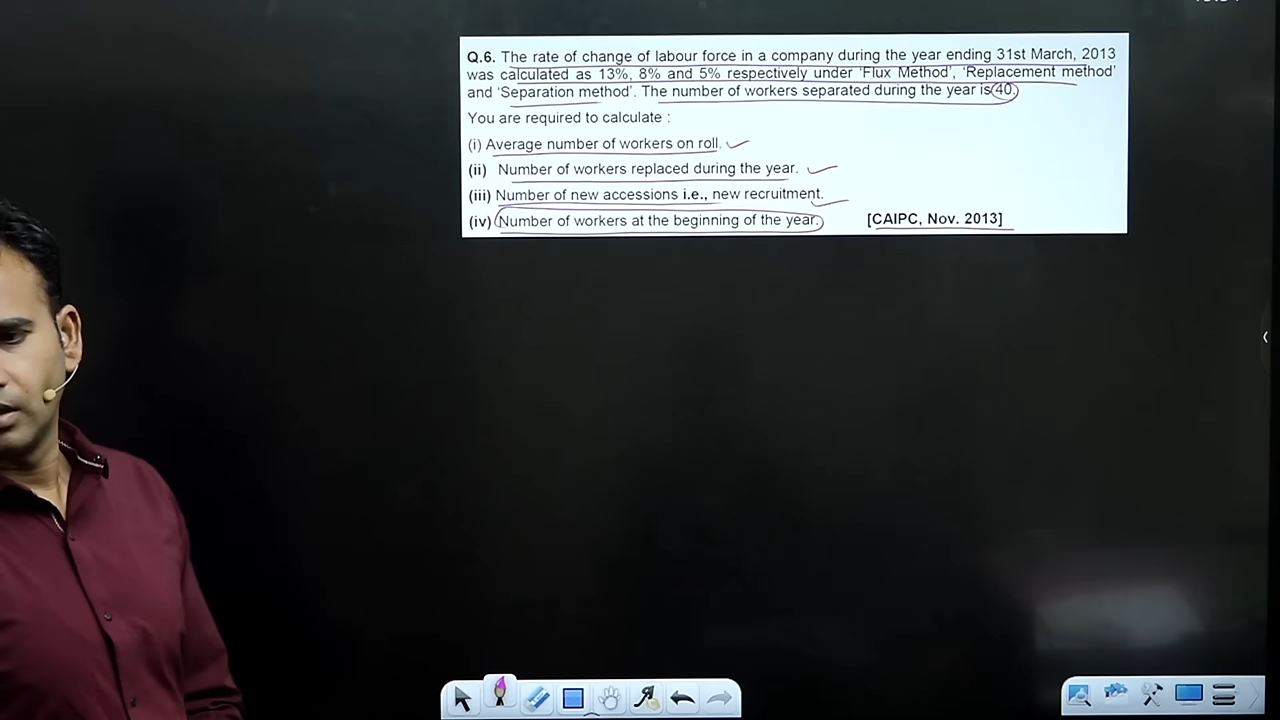 Q.6. The rate of change of labour force in a company during the year ending 31st March, 2013
was calculated as 13%, 8% and 5% respectively under 'Flux Method', 'Replacement method'
and 'Separation method'. The number of workers separated during the year is 40.
You are required to calculate :
(i) Average number of workers on roll.
(ii) Number of workers replaced during the year.
(iii) Number of new accessions i.e., new recruitment.
(iv) Number of workers at the beginning of the year. [CAIPC, Nov. 2013]